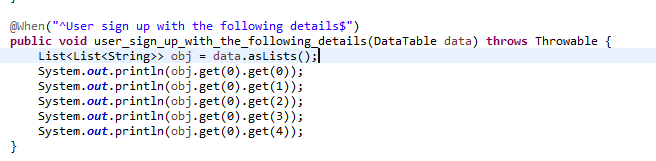 @When("^User sign up with the following details$")
public void user_sign_up_with_the_following_details(DataTable data) throws Throwable {
List<List<String>> obj = data.asLists();
System.out.println(obj.get(0).get(0));
System.out.println(obj.get(0).get(1));
System.out.println(obj.get(0).get(2));
System.out.println(obj.get(0).get(3));
System.out.println(obj.get(0).get(4));
}